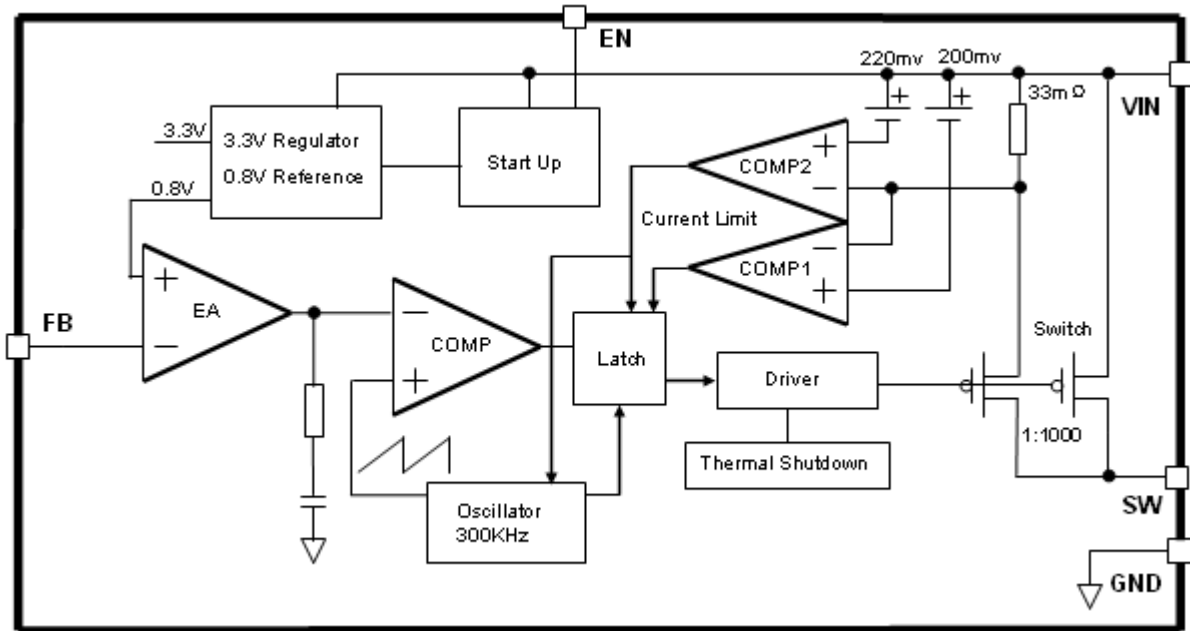 EN
220mv
200mv
33mΩ
VIN
3.3V
3.3V Regulator
0.8V Reference
0.8V
Start Up
+
+
+
COMP2
−
Current Limit
−
COMP1
+
+
EA
−
FB
−
COMP
+
Latch
Switch
Driver
1:1000
Thermal Shutdown
Oscillator
300KHz
SW
GND